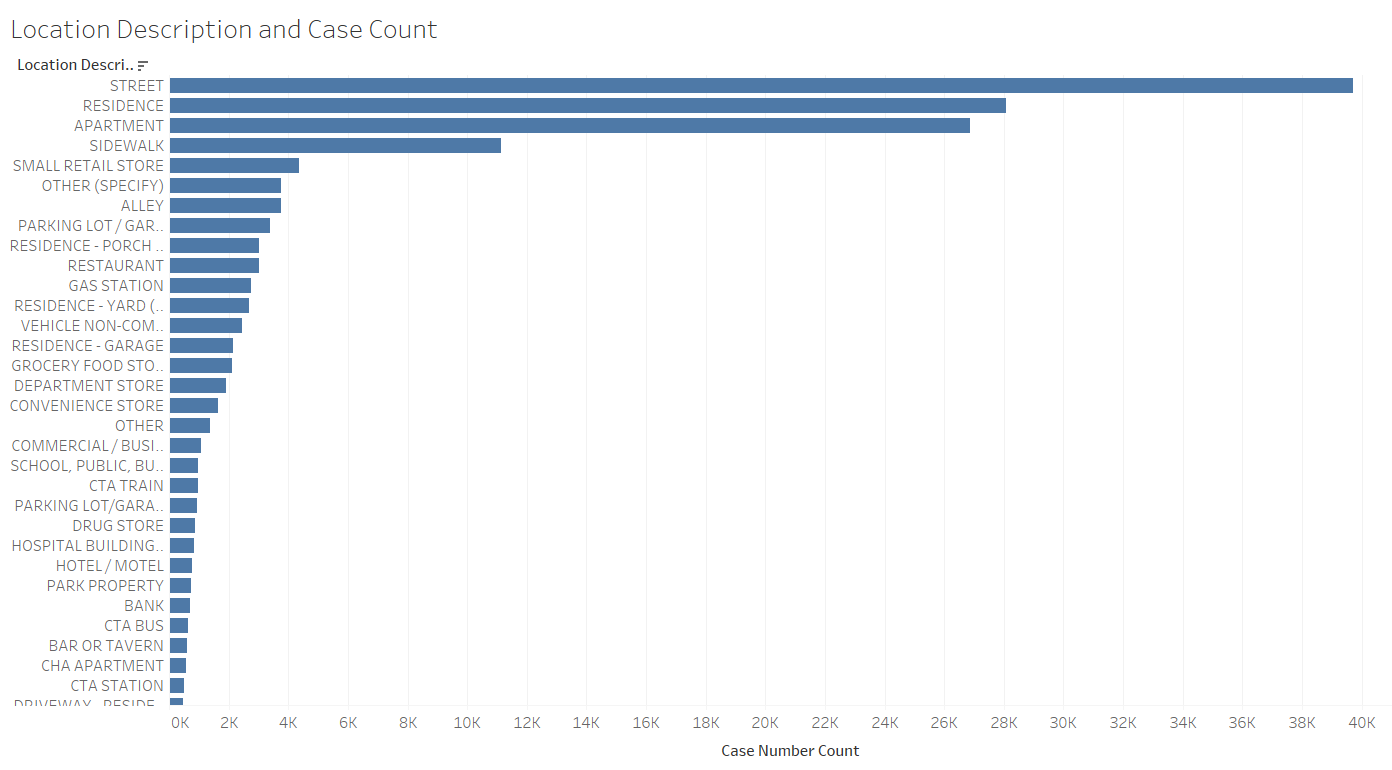 Location Description and Case Count
Location Descri..
STREET
RESIDENCE
APARTMENT
SIDEWALK
SMALL RETAIL STORE
OTHER (SPECIFY)
ALLEY
PARKING LOT / GAR..
RESIDENCE - PORCH ..
RESTAURANT
GAS STATION
RESIDENCE - YARD (..
VEHICLE NON-COM..
RESIDENCE - GARAGE
GROCERY FOOD STO..
DEPARTMENT STORE
CONVENIENCE STORE
OTHER
COMMERCIAL / BUSI..
SCHOOL, PUBLIC, BU..
CTA TRAIN
PARKING LOT/GARA..
DRUG STORE
HOSPITAL BUILDING..
HOTEL / MOTEL
PARK PROPERTY
BANK
CTA BUS
BAR OR TAVERN
CHA APARTMENT
CTA STATION
DRIVEWAY - RESIDE..
0K 2K 4K 6K 8K 10K 12K 14K 16K 18K 20K 22K 24K 26K 28K 30K 32K 34K 36K 38K 40K
Case Number Count